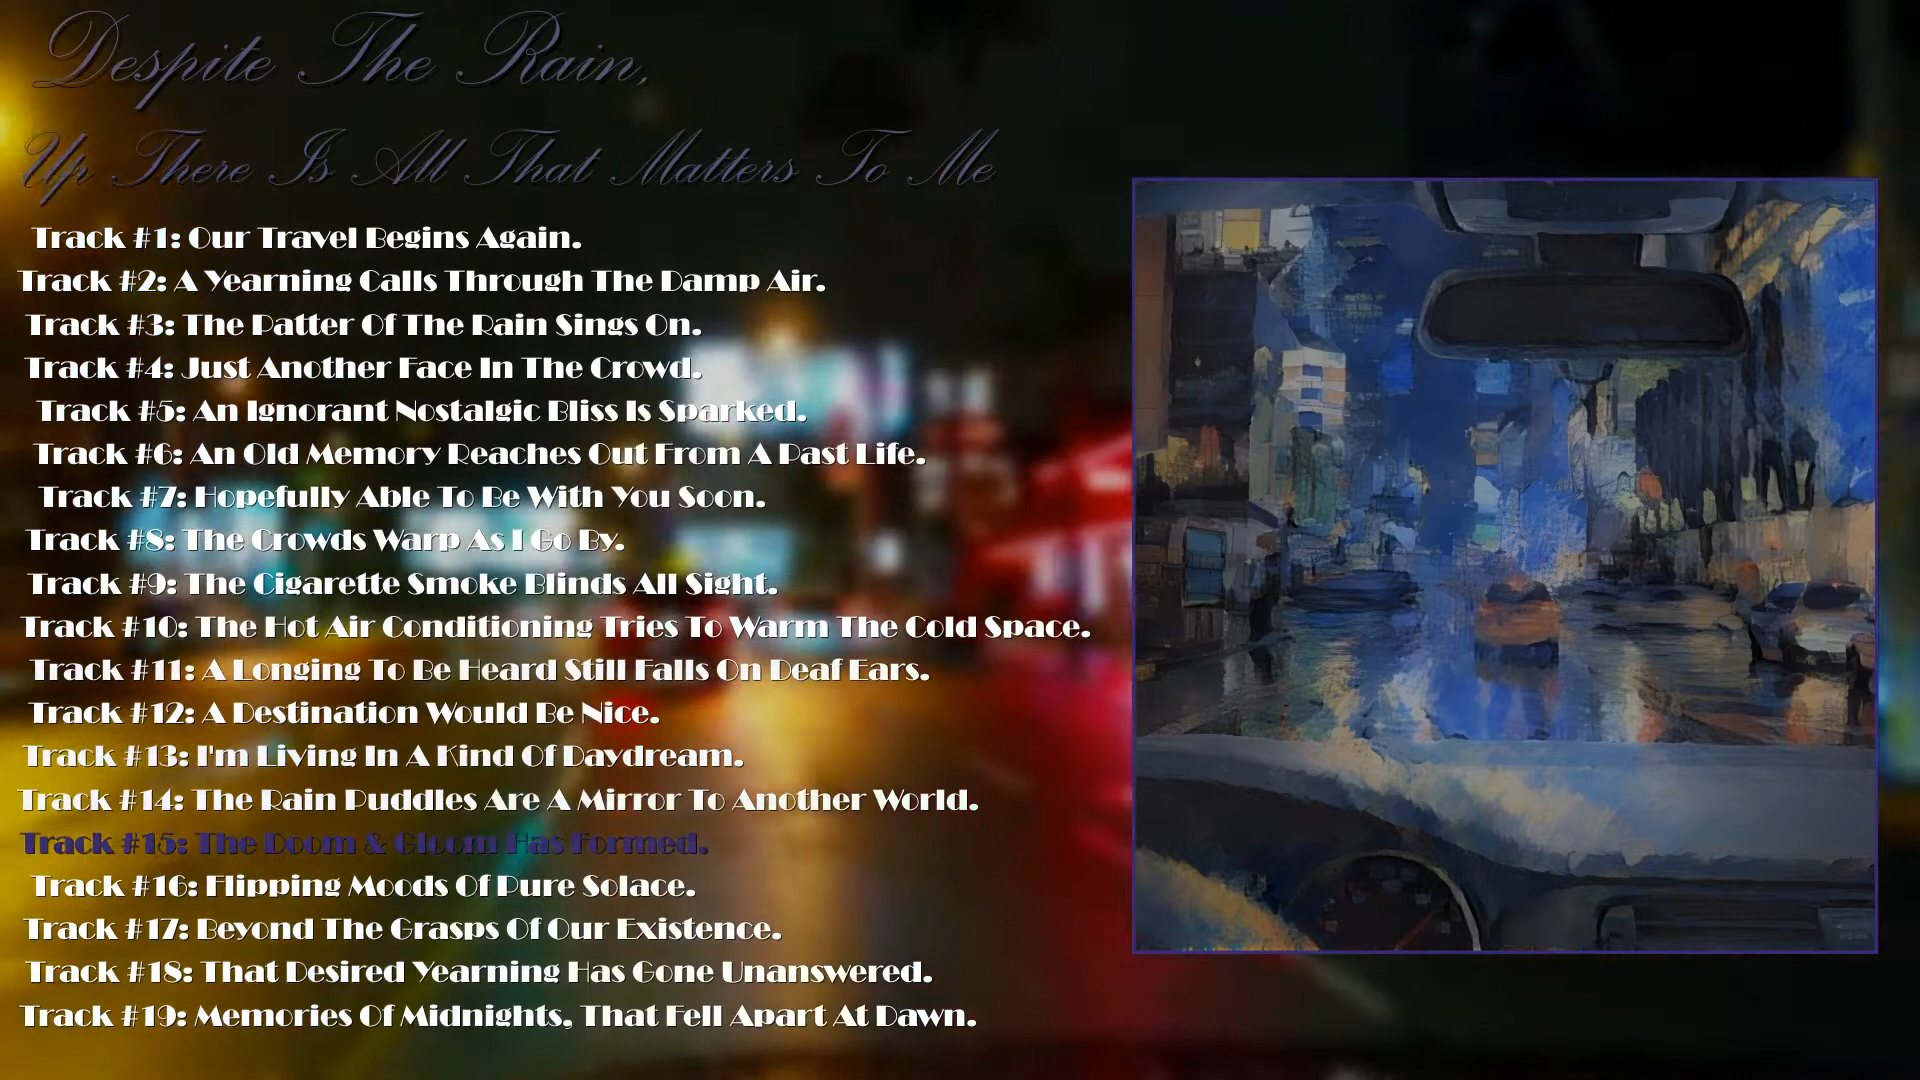 Despite The Rain,
Up There Is All That Matters To Me
Track #1: Our Travel Begins Again.
Track #2: A Yearning Calls Through The Damp Air.
Track #3: The Patter Of The Rain Sings On.
Track #4: Just Another Face In The Crowd.
Track #5: An Ignorant Nostalgic Bliss Is Sparked.
Track #6: An Old Memory Reaches Out From A Past Life.
Track #7: Hopefully Able To Be With You Soon.
Track #8: The Crowds Warp As I Go By.
Track #9: The Cigarette Smoke Blinds All Sight.
Track #10: The Hot Air Conditioning Tries To Warm The Cold Space.
Track #11: A Longing To Be Heard Still Falls On Deaf Ears.
Track #12: A Destination Would Be Nice.
Track #13: I'm Living In A Kind Of Daydream.
Track #14: The Rain Puddles Are A Mirror To Another World.
Track #15: The Doom & Gloom Has Formed.
Track #16: Flipping Moods Of Pure Solace.
Track #17: Beyond The Grasps Of Our Existence.
Track #18: That Desired Yearning Has Gone Unanswered.
Track #19: Memories Of Midnights, That Fell Apart At Dawn.